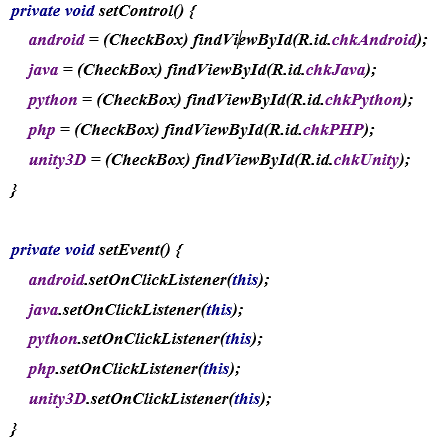 private void setControl() {
android = (CheckBox) findViewById(R.id.chkAndroid);
java = (CheckBox) findViewById(R.id.chkJava);
python = (CheckBox) findViewById(R.id.chkPython);
php = (CheckBox) findViewById(R.id.chkPHP);
unity3D = (CheckBox) findViewById(R.id.chkUnity);
}
private void setEvent() {
android.setOnClickListener(this);
java.setOnClickListener(this);
python.setOnClickListener(this);
php.setOnClickListener(this);
unity3D.setOnClickListener(this);
}